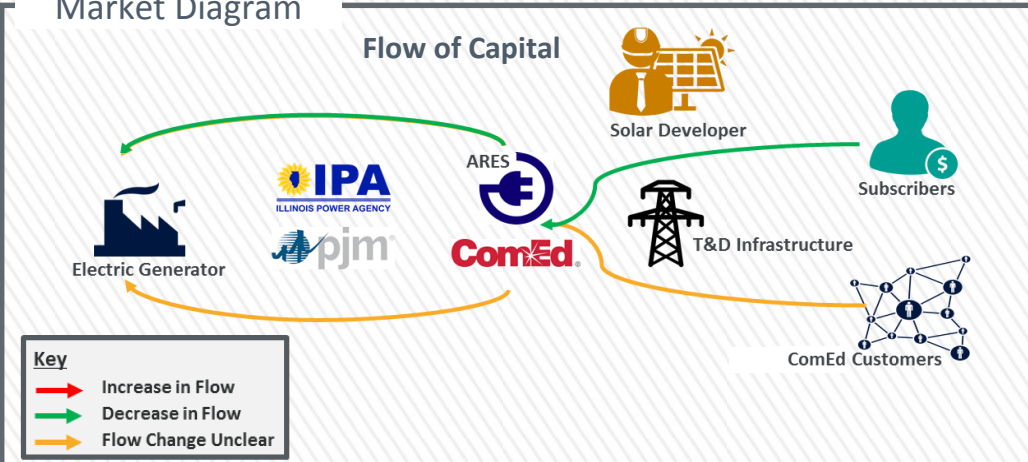 Market Diagram
Flow of Capital
Solar Developer
ARES
IPA
ILLINOIS POWER AGENCY
$
Subscribers
pjm
ComEd.
T&D Infrastructure
Electric Generator
ComEd Customers
Key
Increase in Flow
Decrease in Flow
Flow Change Unclear